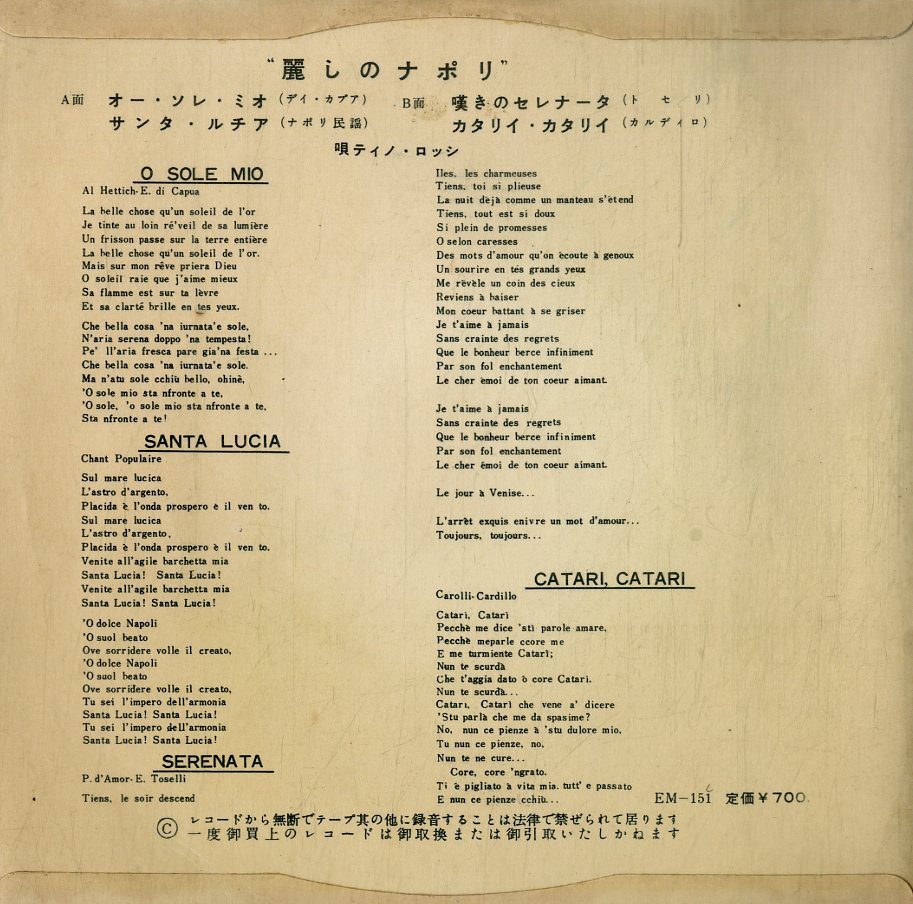 “麗しのナポリ”
A面 オー・ソレ・ミオ (デイ・カプア)
サンタ・ルチア (ナポリ民謡)
B面 嘆きのセレナータ (トセリ)
カタリイ・カタリイ (カルディロ)
唄 ティノ・ロッシ
O SOLE MIO
Al Hettich-E. di Capua
La belle chose qu'un soleil de l'or
Je tinte au loin ré'veil de sa lumière
Un frisson passe sur la terre entière
La belle chose qu'un soleil de l'or.
Mais sur mon rêve priera Dieu
O soleil raie que j'aime mieux
Sa flamme est sur ta lèvre
Et sa clarté brille en tes yeux.
Che bella cosa 'na iurnata'e sole,
N'aria serena doppo 'na tempesta!
Pe' ll'aria fresca pare gia'na festa ...
Che bella cosa 'na iurnata'e sole.
Ma n'atu sole cchiù bello, ohinè,
'O sole mio sta nfronte a te,
'O sole, 'o sole mio sta nfronte a te,
Sta nfronte a te!
SANTA LUCIA
Chant Populaire
Sul mare lucica
L'astro d'argento,
Placida è l'onda prospero è il ven to.
Sul mare lucica
L'astro d'argento,
Placida è l'onda prospero è il ven to.
Venite all'agile barchetta mia
Santa Lucia! Santa Lucia!
Venite all'agile barchetta mia
Santa Lucia! Santa Lucia!
'O dolce Napoli
'O suol beato
Ove sorridere volle il creato,
'O dolce Napoli
'O suol beato
Ove sorridere volle il creato,
Tu sei l'impero dell'armonia
Santa Lucia! Santa Lucia!
Tu sei l'impero dell'armonia
Santa Lucia! Santa Lucia!
SERENATA
P. d'Amor-E. Toselli
Tiens, le soir descend
Iles, les charmeuses
Tiens, toi si plieuse
La nuit déjà comme un manteau s'étend
Tiens, tout est si doux
Si plein de promesses
O selon caresses
Des mots d'amour qu'on écoute à genoux
Un sourire en tes grands yeux
Me révèle un coin des cieux
Reviens à baiser
Mon coeur battant à se griser
Je t'aime à jamais
Sans crainte des regrets
Que le bonheur berce infiniment
Par son fol enchantement
Le cher émoi de ton coeur aimant.
Je t'aime à jamais
Sans crainte des regrets
Que le bonheur berce infiniment
Par son fol enchantement
Le cher émoi de ton coeur aimant.
Le jour à Venise...
L'arrèt exquis enivre un mot d'amour...
Toujours, toujours...
CATARI, CATARI
Carolli-Cardillo
Catarì, Catarì
Pecchè me dice 'sti parole amare,
Pecchè meparle ccore me
E me turmiente Catarì;
Nun te scurdà
Che t'aggia dato ò core Catarì.
Nun te scurdà...
Catarì, Catarì che vene a' dicere
'Stu parlà che me da spasime?
No, nun ce pienze à 'stu dulore mio,
Tu nun ce pienze, no,
Nun te ne cure...
Core, core 'ngrato.
Ti è pigliato à vita mia. tutt' e passato
E nun ce pienze cchiù...
EM-151 定価￥700.
© レコードから無断でテープ其の他に録音することは法律で禁ぜられて居ります
一度御買上のレコードは御取換または御引取いたしかねます